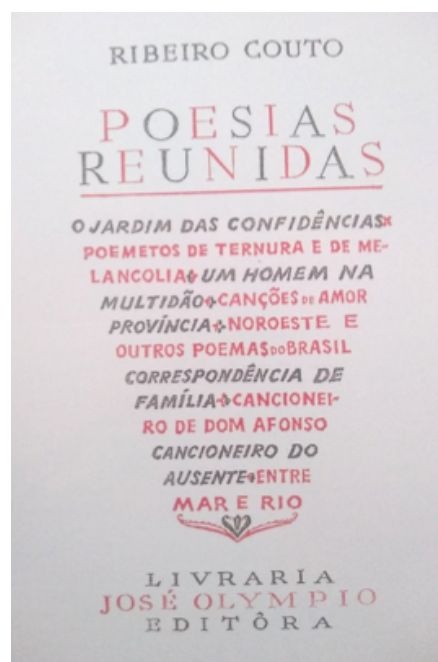 RIBEIRO COUTO
POESIAS
REUNIDAS
O JARDIM DAS CONFIDÊNCIAS
POEMETOS DE TERNURA E DE ME-
LANCOLIA UM HOMEM NA
MULTIDÃO CANÇÕES DE AMOR
PROVÍNCIA NOROESTE E
OUTROS POEMAS DO BRASIL
CORRESPONDÊNCIA DE
FAMÍLIA CANCIONEI-
RO DE DOM AFONSO
CANCIONEIRO DO
AUSENTE ENTRE
MAR E RIO
LIVRARIA
JOSÉ OLYMPIO
EDITÔRA